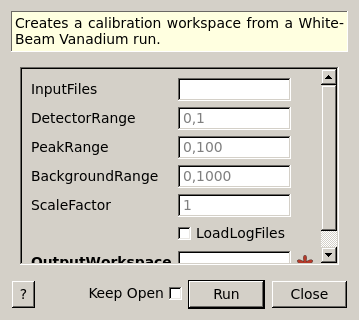 Creates a calibration workspace from a White-
Beam Vanadium run.
InputFiles
DetectorRange 0,1
PeakRange 0,100
BackgroundRange 0,1000
ScaleFactor 1
LoadLogFiles
OutputWorkspace *
? Keep Open Run Close